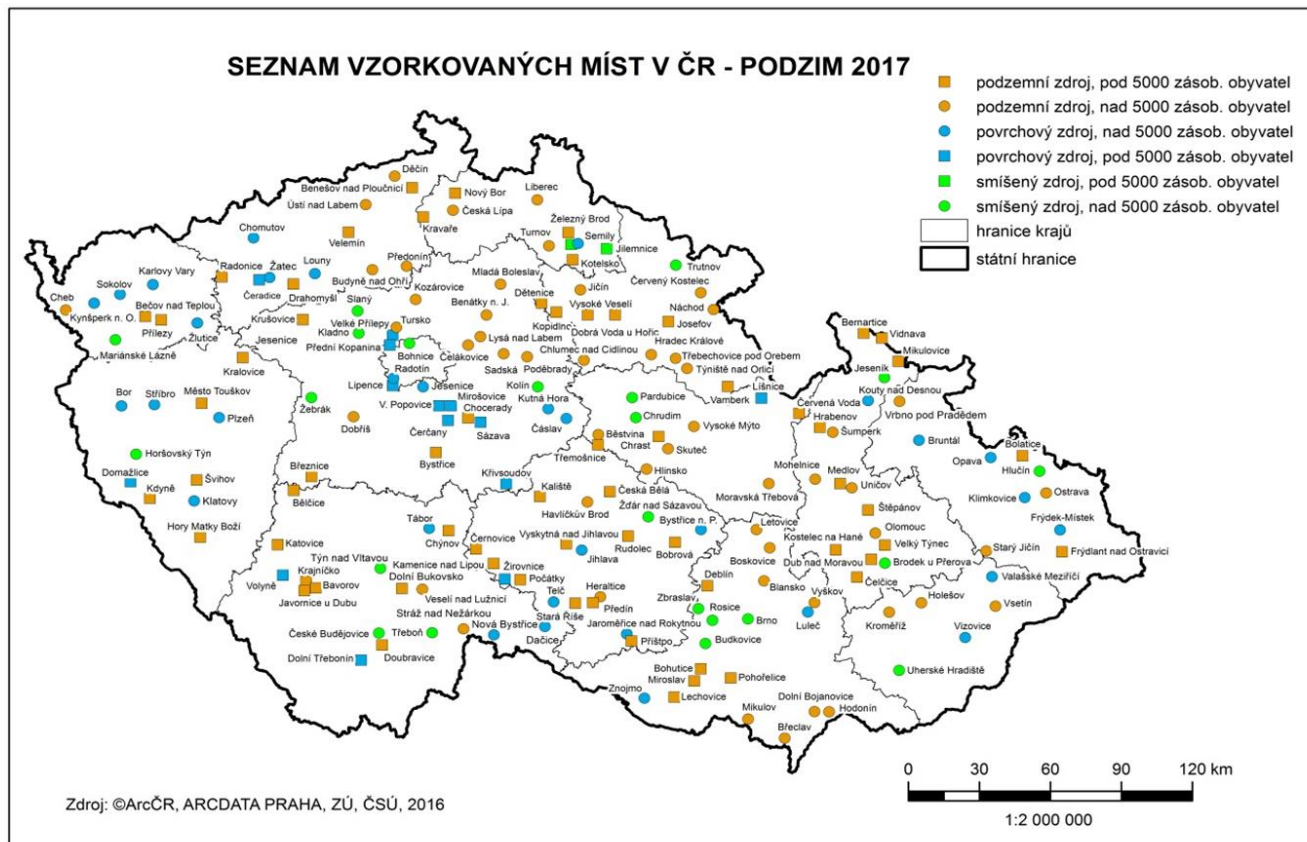 SEZNAM VZORKOVANÝCH MÍST V ČR - PODZIM 2017
podzemní zdroj, pod 5000 zásob. obyvatel
podzemní zdroj, nad 5000 zásob. obyvatel
povrchový zdroj, nad 5000 zásob. obyvatel
povrchový zdroj, pod 5000 zásob. obyvatel
smíšený zdroj, pod 5000 zásob. obyvatel
smíšený zdroj, nad 5000 zásob. obyvatel
hranice krajů
státní hranice
Děčín
Benešov nad Ploučnicí
Ústí nad Labem
Nový Bor
Česká Lípa
Liberec
Chomutov
Velemín
Kravaře
Železný Brod
Turnov
Semily
Jilemnice
Kotelsko
Trutnov
Karlovy Vary
Sokolov
Cheb
Kynšperk n. O.
Bečov nad Teplou
Přílezy
Žlutice
Mariánské Lázně
Radonice
Žatec
Louny
Čeradice
Drahomyšl
Budyně nad Ohří
Předonín
Mladá Boleslav
Kozárovice
Benátky n. J.
Dětenice
Jičín
Červený Kostelec
Náchod
Vysoké Veselí
Kopidlno
Dobrá Voda u Hořic
Josefov
Slaný
Krušovice
Velké Přílepy
Tursko
Kladno
Přední Kopanina
Bohnice
Jesenice
Kralovice
Lysá nad Labem
Čelákovice
Sadská
Poděbrady
Chlumec nad Cidlinou
Hradec Králové
Třebechovice pod Orebem
Týniště nad Orlicí
Vamberk
Lišnice
Radotín
Lipence
Jesenice
Kolín
Kutná Hora
Čáslav
Pardubice
Chrudim
Vysoké Mýto
Bor
Stříbro
Město Touškov
Plzeň
Žebrák
Dobříš
V. Popovice
Mirošovice
Chocerady
Čerčany
Sázava
Bystřice
Běstvina
Třemošnice
Chrast
Skuteč
Hlinsko
Horšovský Týn
Domažlice
Kdyně
Švihov
Klatovy
Hory Matky Boží
Březnice
Bělčice
Křivsoudov
Kaliště
Havlíčkův Brod
Česká Bělá
Žďár nad Sázavou
Bystřice n. P.
Moravská Třebová
Bernartice
Vidnava
Mikulovice
Jeseník
Kouty nad Desnou
Vrbno pod Pradědem
Červená Voda
Hrabenov
Šumperk
Bruntál
Opava
Bolatice
Hlučín
Ostrava
Klimkovice
Frýdek-Místek
Frýdlant nad Ostravicí
Starý Jičín
Valašské Meziříčí
Mohelnice
Medlov
Uničov
Štěpánov
Olomouc
Velký Týnec
Kostelec na Hané
Dub nad Moravou
Brodek u Přerova
Čelčice
Tábor
Chýnov
Katovice
Týn nad Vltavou
Krajníčko
Volyně
Bavorov
Javornice u Dubu
Kamenice nad Lipou
Dolní Bukovsko
Veselí nad Lužnicí
Stráž nad Nežárkou
České Budějovice
Třeboň
Doubravice
Dolní Třebonín
Nová Bystřice
Dačice
Černovice
Žirovnice
Počátky
Vyskytná nad Jihlavou
Jihlava
Rudolec
Bobrová
Telč
Stará Říše
Heraltice
Předín
Jaroměřice nad Rokytnou
Příštpo
Letovice
Boskovice
Blansko
Deblín
Zbraslav
Rosice
Brno
Budkovice
Vyškov
Luleč
Holešov
Kroměříž
Vsetín
Vizovice
Uherské Hradiště
Bohutice
Miroslav
Pohořelice
Lechovice
Znojmo
Mikulov
Dolní Bojanovice
Hodonín
Břeclav
0 30 60 90 120 km
1:2 000 000
Zdroj: ©ArcČR, ARCDATA PRAHA, ZÚ, ČSÚ, 2016